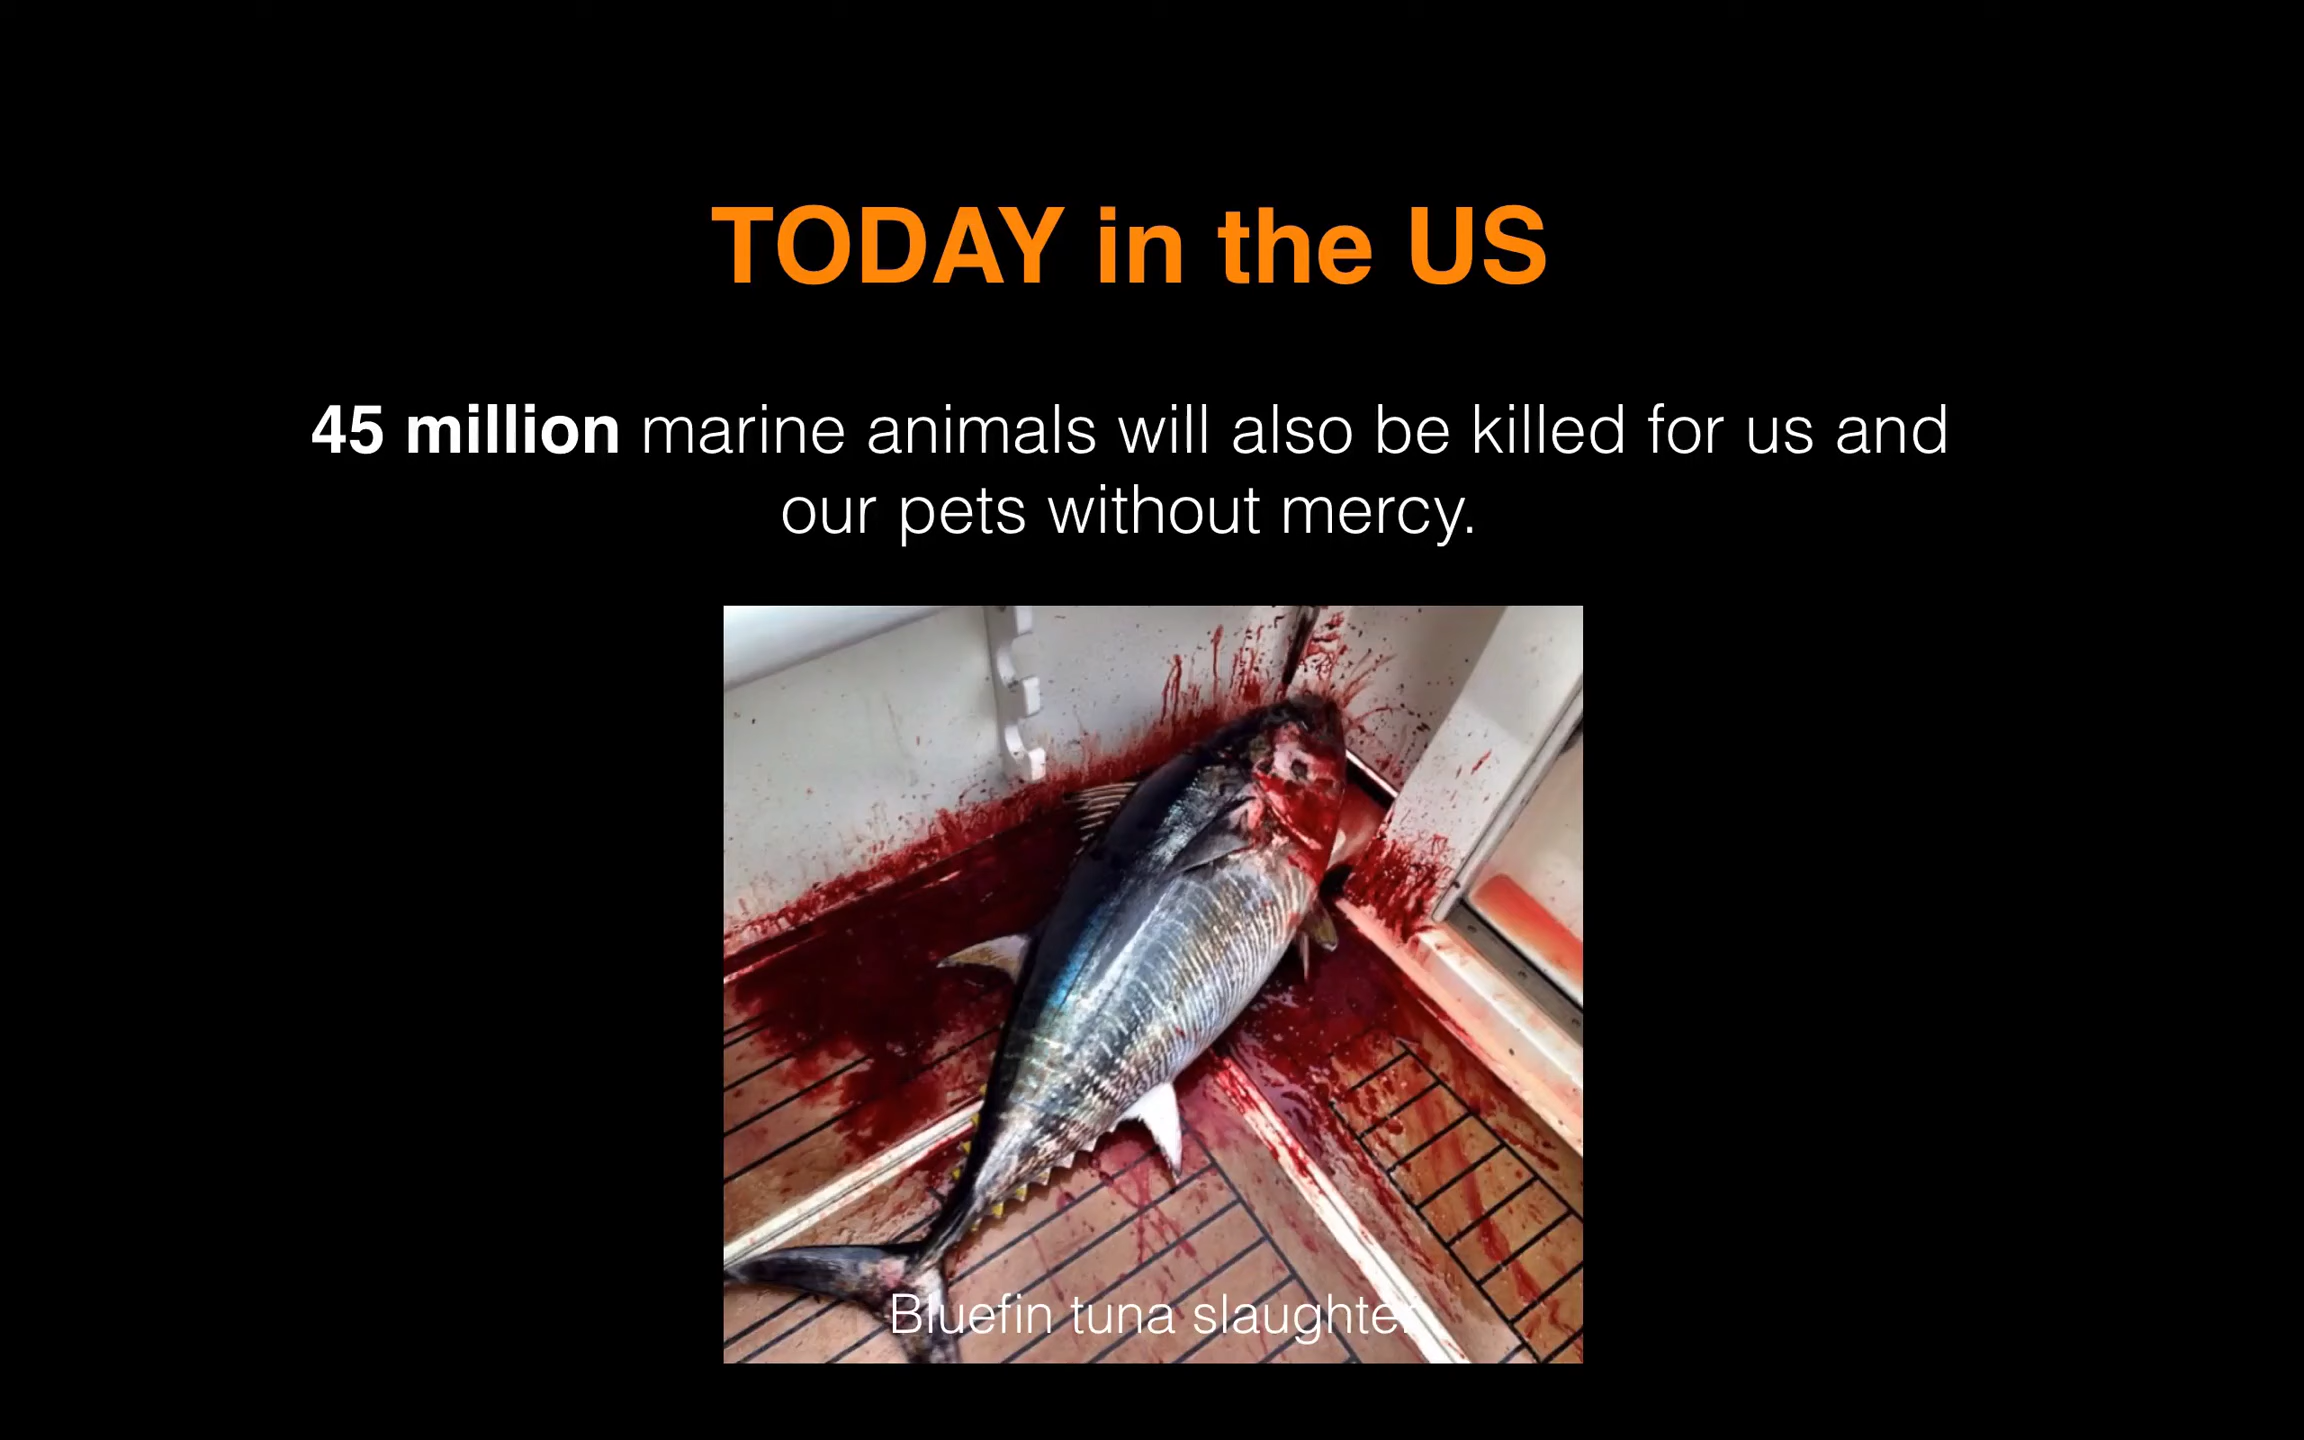 TODAY in the US
45 million marine animals will also be killed for us and
our pets without mercy.
Bluefin tuna slaughter